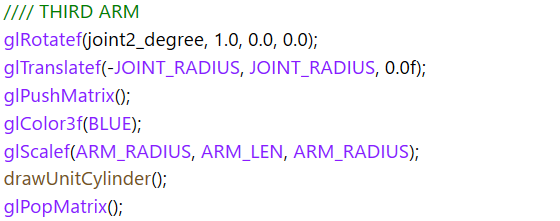 //// THIRD ARM
glRotatef(joint2_degree, 1.0, 0.0, 0.0);
glTranslatef(-JOINT_RADIUS, JOINT_RADIUS, 0.0f);
glPushMatrix();
glColor3f(BLUE);
glScalef(ARM_RADIUS, ARM_LEN, ARM_RADIUS);
drawUnitCylinder();
glPopMatrix();